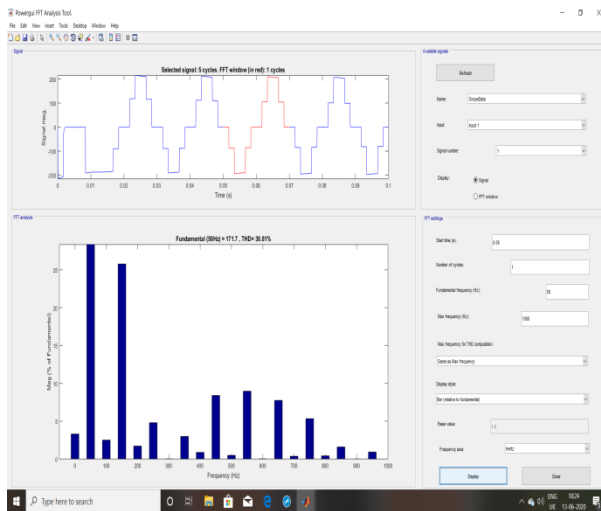 Powergui FFT Analysis Tool.
File Edit View Insert Tools Desktop Window Help
Signal
Selected signal: 5 cycles. FFT window (in red): 1 cycles
Signal mag.
200
100
0
-100
-200
0 0.01 0.02 0.03 0.04 0.05 0.06 0.07 0.08 0.09 0.1
Time (s)
FFT analysis
Fundamental (50Hz) = 171.7 , THD= 30.81%
Mag (% of Fundamental)
25
20
15
10
5
0
0 100 200 300 400 500 600 700 800 900 1000
Frequency (Hz)
Available signals
Refresh
Name: ScopeData
Input: input 1
Signal number: 1
Display: Signal
FFT window
FFT settings
Start time (s): 0.05
Number of cycles: 1
Fundamental frequency (Hz): 50
Max frequency (Hz): 1000
Max frequency for THD computation:
Same as Max frequency
Display style:
Bar (relative to fundamental)
Base value: 1.0
Frequency axis: Hertz
Display Close
Type here to search
ENG 18:24
UK 13-06-2020